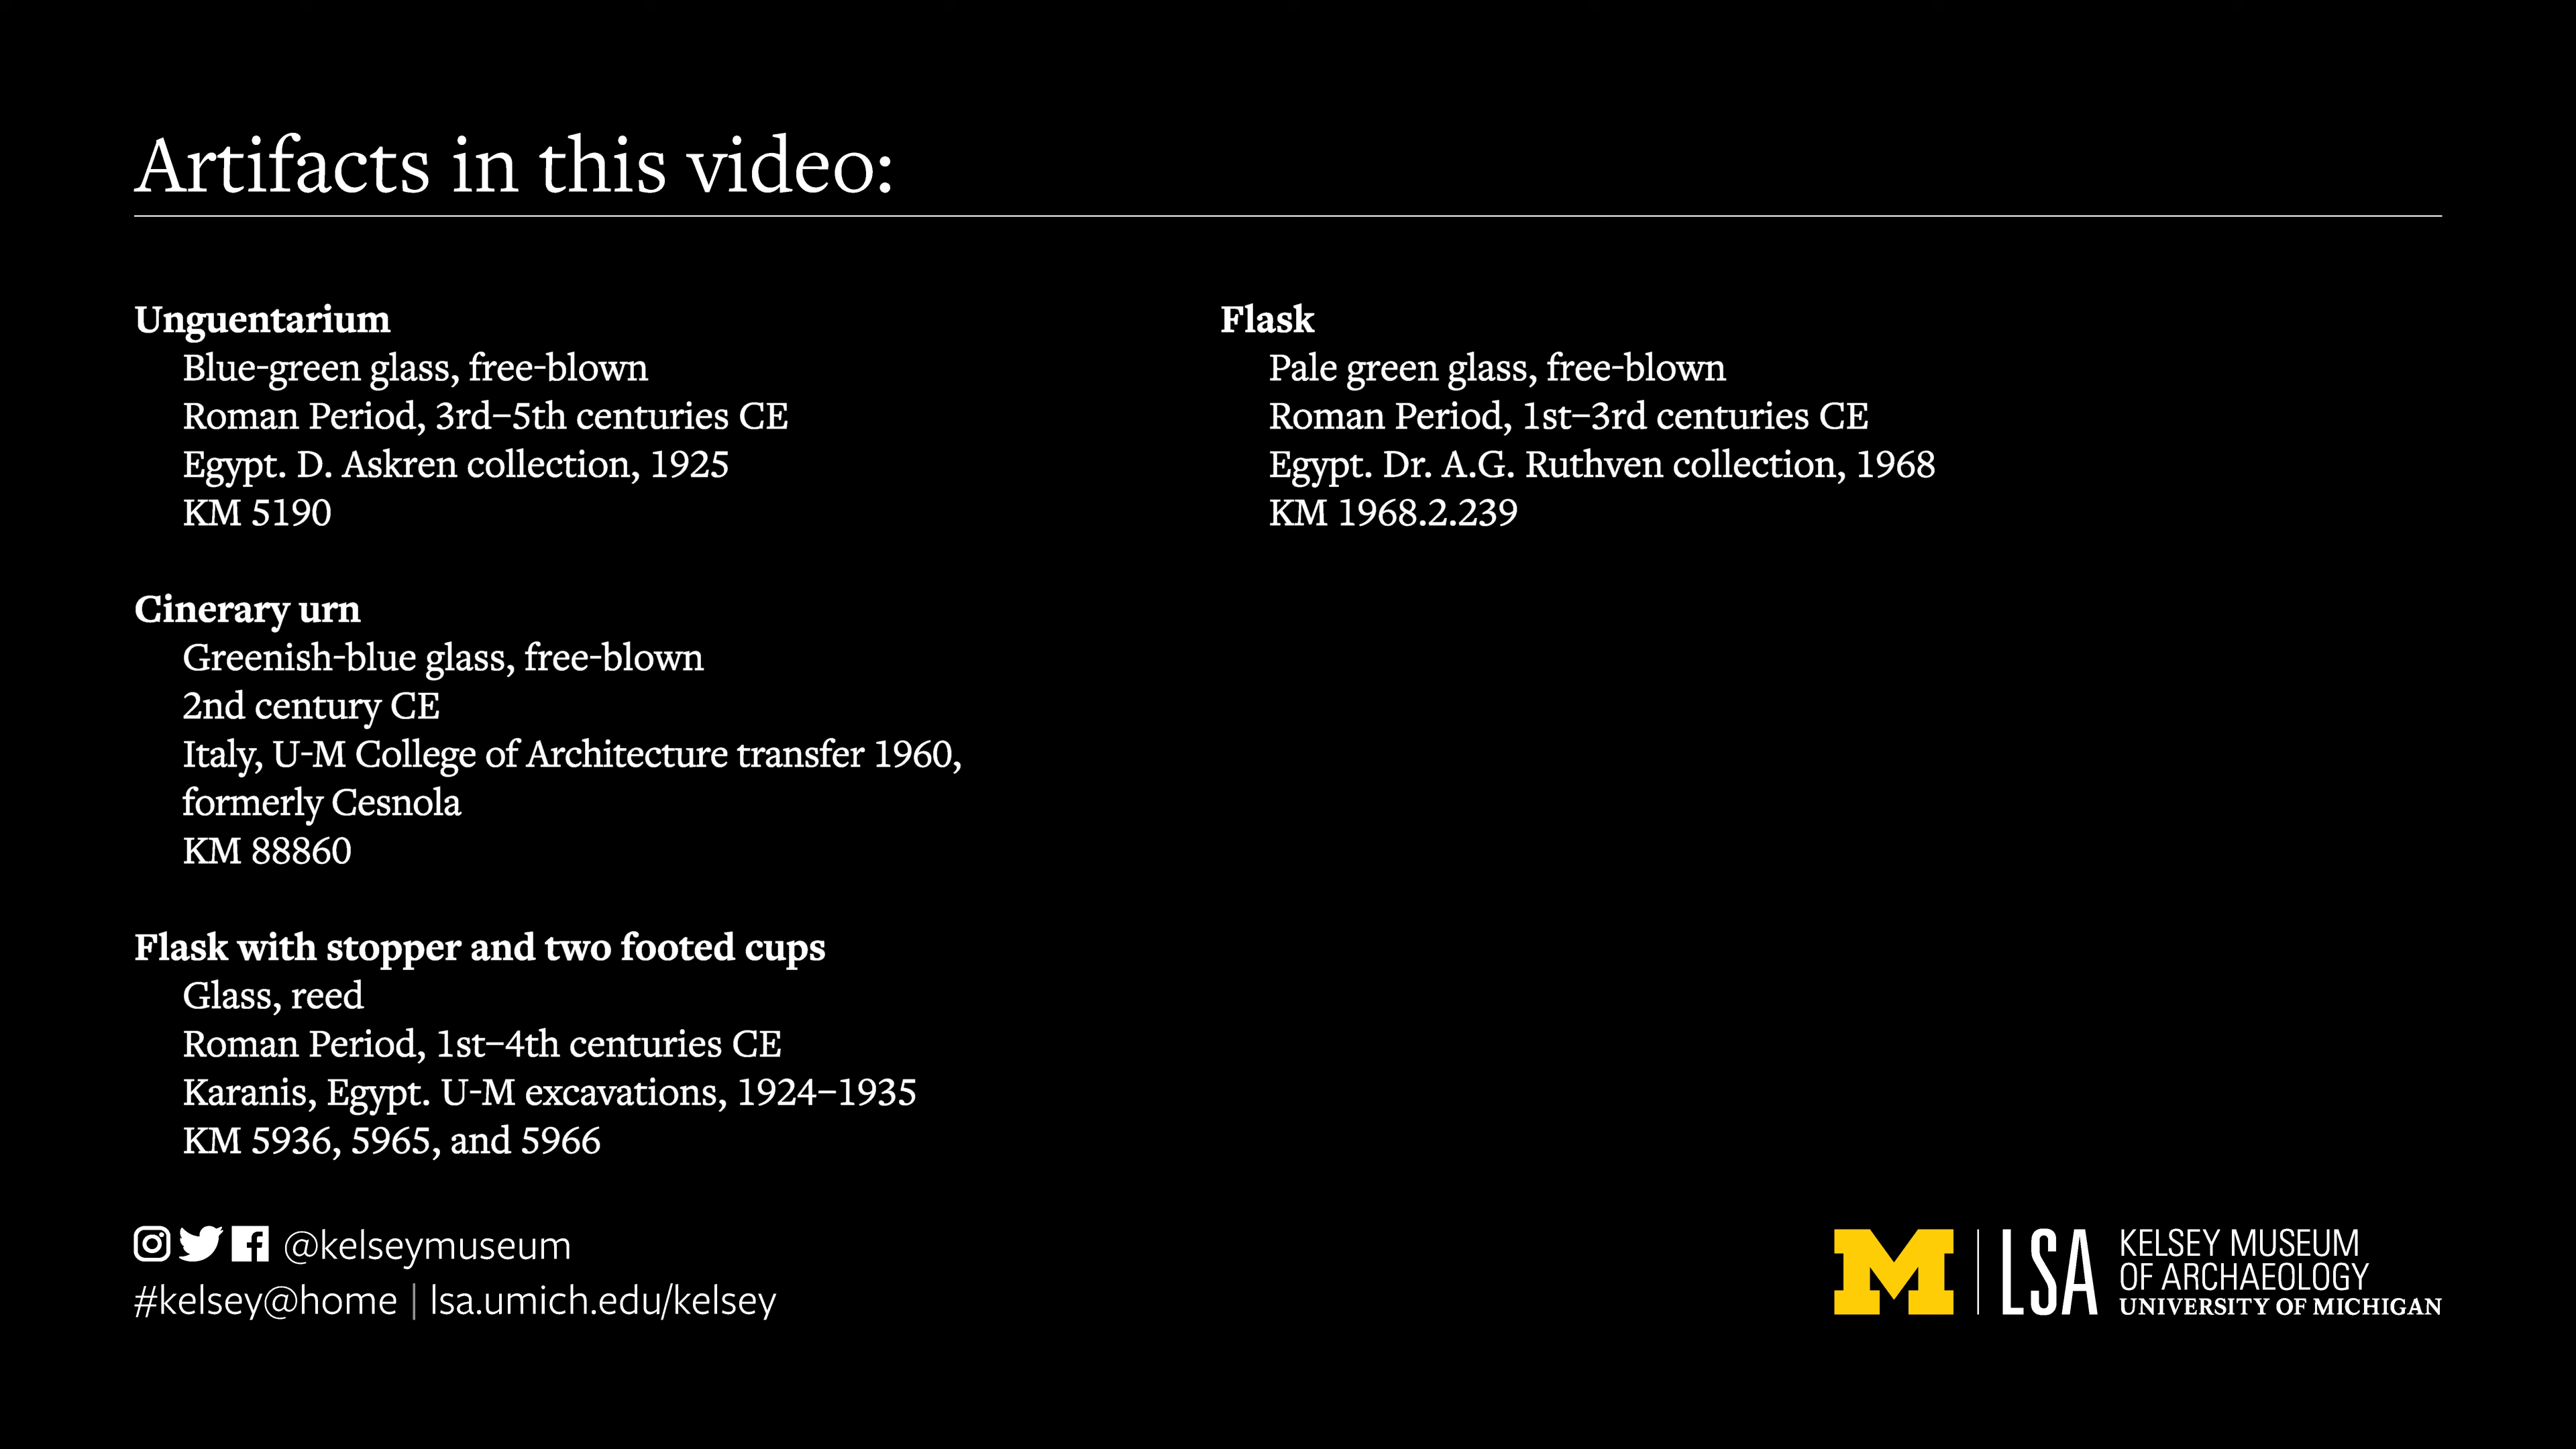 Artifacts in this video:
Unguentarium
Blue-green glass, free-blown
Roman Period, 3rd–5th centuries CE
Egypt. D. Askren collection, 1925
KM 5190
Cinerary urn
Greenish-blue glass, free-blown
2nd century CE
Italy, U-M College of Architecture transfer 1960,
formerly Cesnola
KM 88860
Flask with stopper and two footed cups
Glass, reed
Roman Period, 1st–4th centuries CE
Karanis, Egypt. U-M excavations, 1924–1935
KM 5936, 5965, and 5966
Flask
Pale green glass, free-blown
Roman Period, 1st–3rd centuries CE
Egypt. Dr. A.G. Ruthven collection, 1968
KM 1968.2.239
@kelseymuseum
#kelsey@home | lsa.umich.edu/kelsey
M | LSA
KELSEY MUSEUM
OF ARCHAEOLOGY
UNIVERSITY OF MICHIGAN